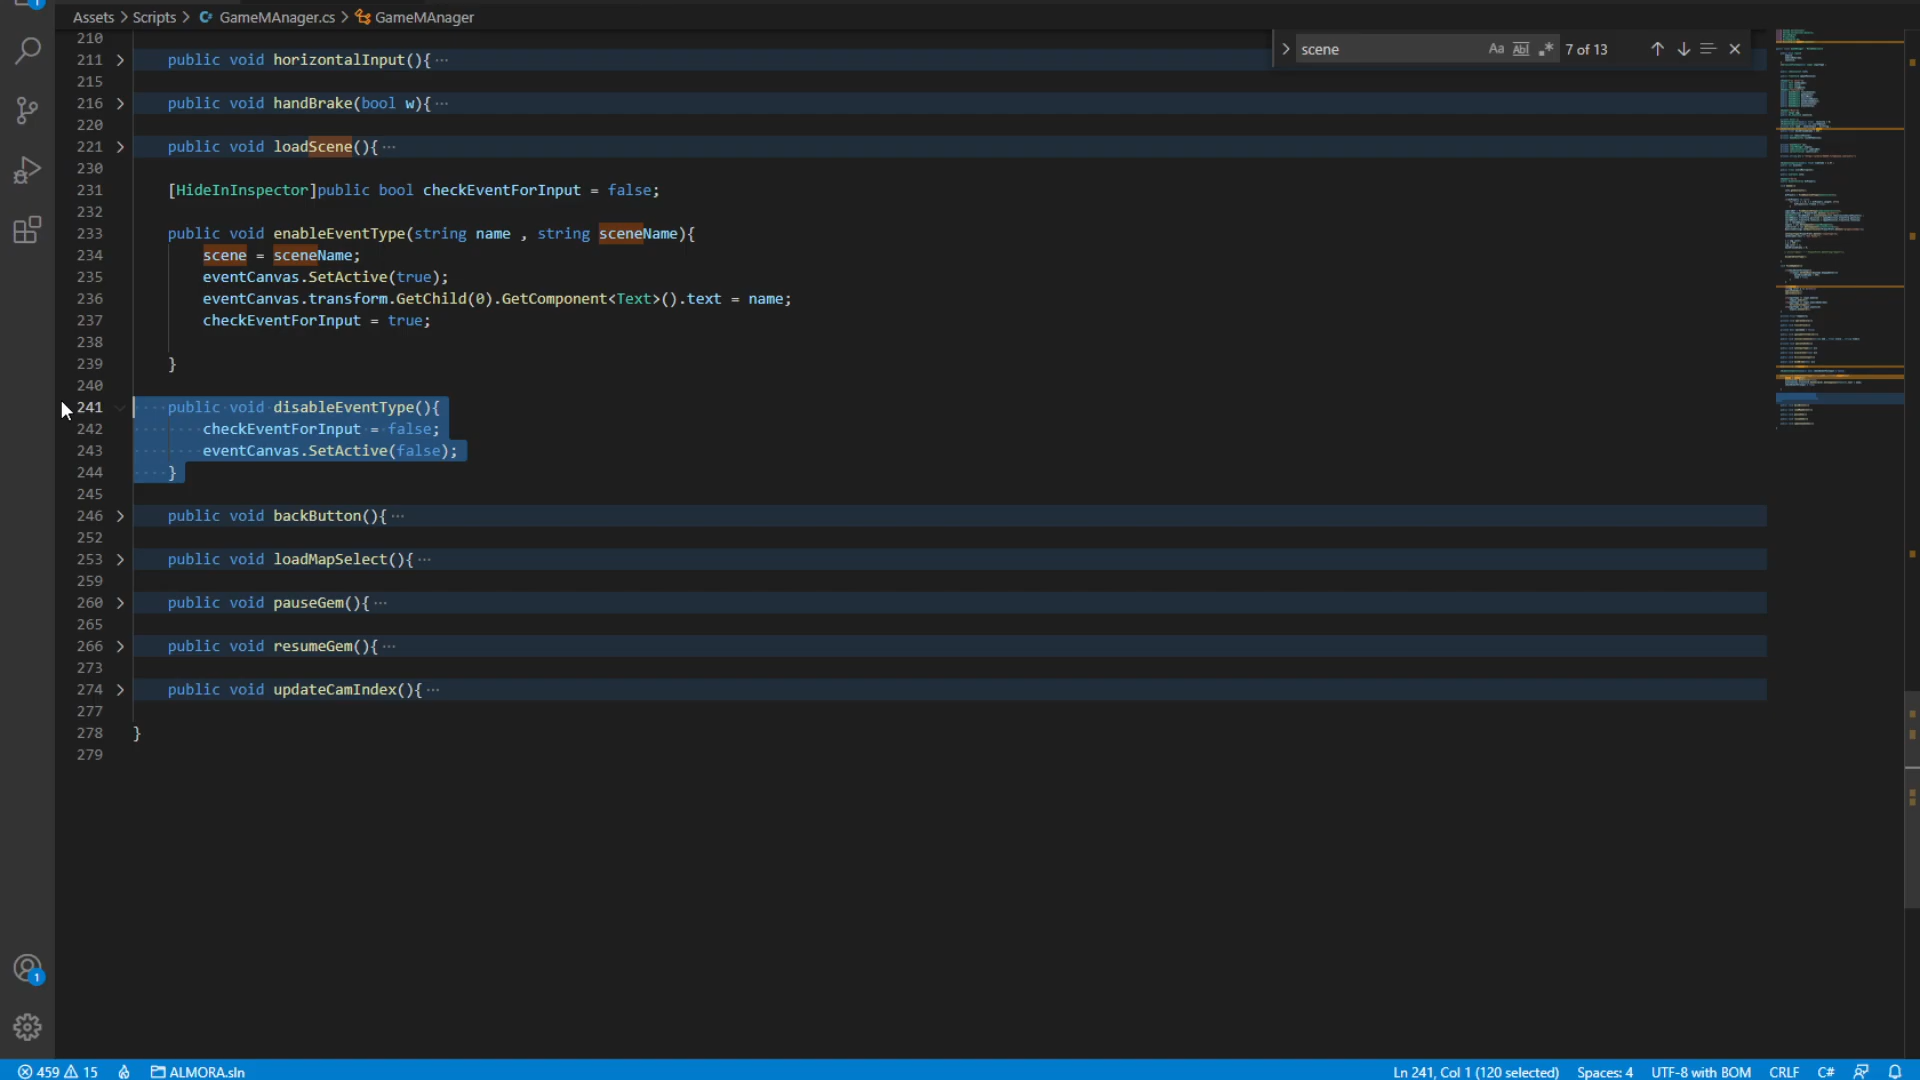 Assets > Scripts > GameMAnager.cs > GameMAnager
210
211 public void horizontalInput(){ ···
scene Aa Abl .* 7 of 13
215
216 public void handBrake(bool w){ ···
220
221 public void loadScene(){ ···
230
231 [HideInInspector]public bool checkEventForInput = false;
232
233 public void enableEventType(string name , string sceneName){
234 scene = sceneName;
235 eventCanvas.SetActive(true);
236 eventCanvas.transform.GetChild(0).GetComponent<Text>().text = name;
237 checkEventForInput = true;
238
239 }
240
241 public void disableEventType(){
242 checkEventForInput = false;
243 eventCanvas.SetActive(false);
244 }
245
246 public void backButton(){ ···
252
253 public void loadMapSelect(){ ···
259
260 public void pauseGem(){ ···
265
266 public void resumeGem(){ ···
273
274 public void updateCamIndex(){ ···
277
278 }
279
1
459 15 ALMORA.sln Ln 241, Col 1 (120 selected) Spaces: 4 UTF-8 with BOM CRLF C#